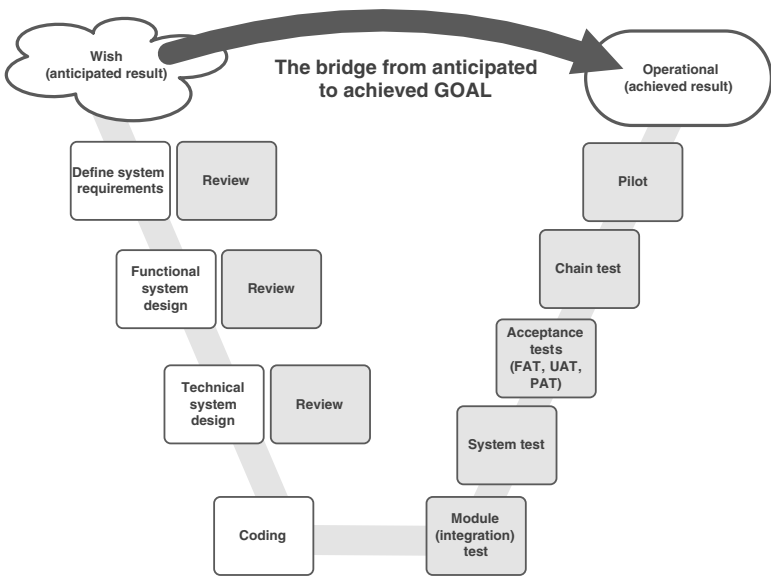 Wish
(anticipated result)
The bridge from anticipated
to achieved GOAL
Operational
(achieved result)
Define system
requirements
Review
Pilot
Functional
system
design
Review
Chain test
Acceptance
tests
(FAT, UAT,
PAT)
Technical
system
design
Review
System test
Coding
Module
(integration)
test